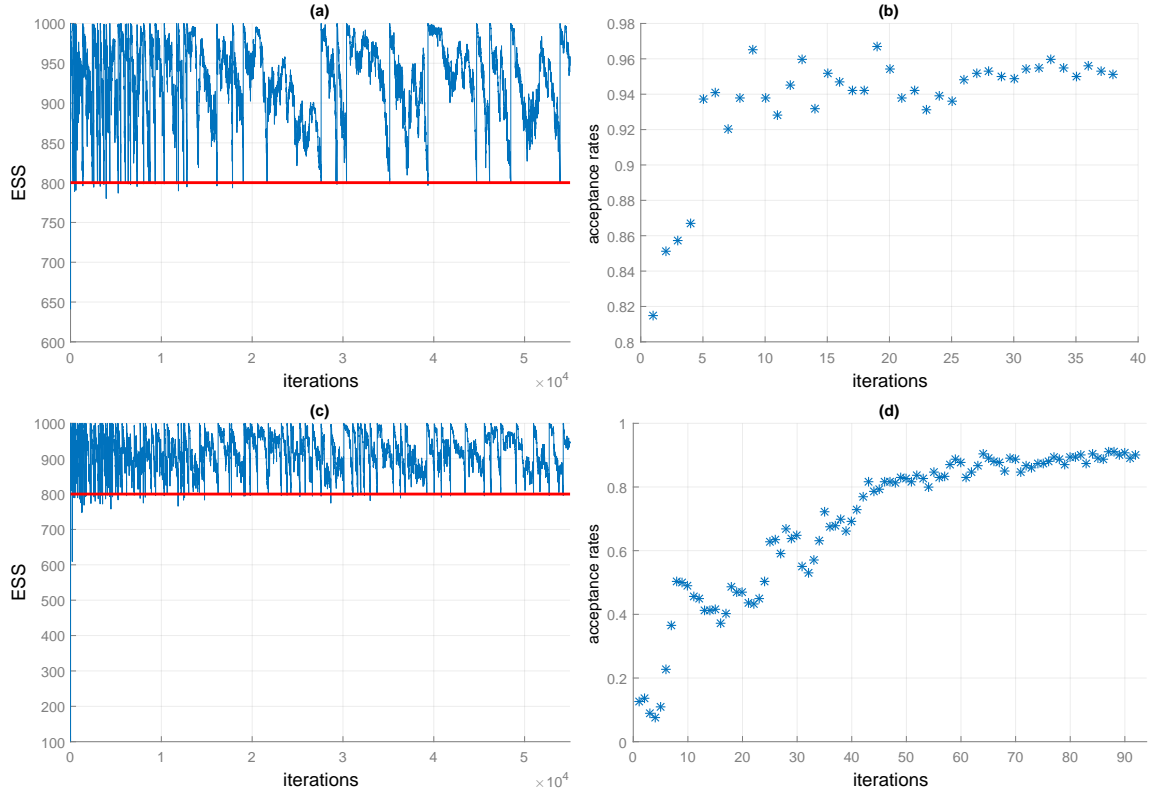 (a)
ESS
1000
950
900
850
800
750
700
650
600
0 1 2 3 4 5
× 10^4
iterations
(b)
acceptance rates
0.98
0.96
0.94
0.92
0.9
0.88
0.86
0.84
0.82
0.8
0 5 10 15 20 25 30 35 40
iterations
(c)
ESS
1000
900
800
700
600
500
400
300
200
100
0 1 2 3 4 5
× 10^4
iterations
(d)
acceptance rates
1
0.8
0.6
0.4
0.2
0
0 10 20 30 40 50 60 70 80 90
iterations